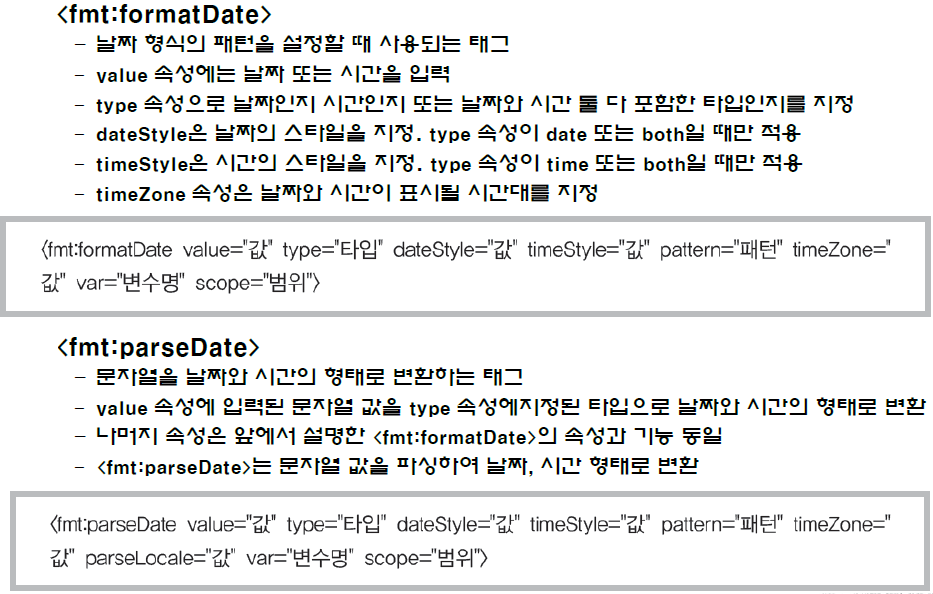 <fmt:formatDate>
– 날짜 형식의 패턴을 설정할 때 사용되는 태그
– value 속성에는 날짜 또는 시간을 입력
– type 속성으로 날짜인지 시간인지 또는 날짜와 시간 둘 다 포함한 타입인지를 지정
– dateStyle은 날짜의 스타일을 지정. type 속성이 date 또는 both일 때만 적용
– timeStyle은 시간의 스타일을 지정. type 속성이 time 또는 both일 때만 적용
– timeZone 속성은 날짜와 시간이 표시될 시간대를 지정
〈fmt:formatDate value="값" type="타입" dateStyle="값" timeStyle="값" pattern="패턴" timeZone="
값" var="변수명" scope="범위"〉
<fmt:parseDate>
– 문자열을 날짜와 시간의 형태로 변환하는 태그
– value 속성에 입력된 문자열 값을 type 속성에지정된 타입으로 날짜와 시간의 형태로 변환
– 나머지 속성은 앞에서 설명한 <fmt:formatDate>의 속성과 기능 동일
– <fmt:parseDate>는 문자열 값을 파싱하여 날짜, 시간 형태로 변환
〈fmt:parseDate value="값" type="타입" dateStyle="값" timeStyle="값" pattern="패턴" timeZone="
값" parseLocale="값" var="변수명" scope="범위"〉